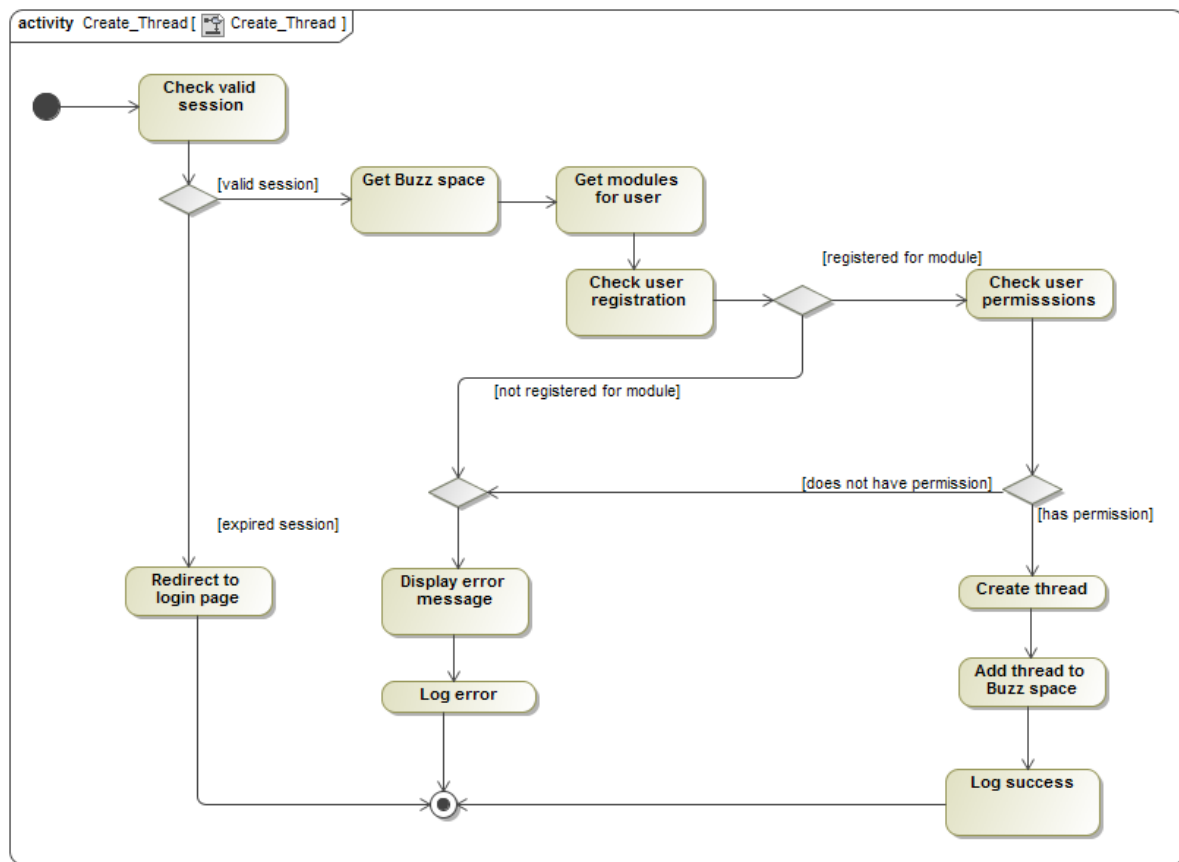 activity Create_Thread [ Create_Thread ]
Check valid
session
[valid session]
Get Buzz space
Get modules
for user
Check user
registration
[registered for module]
Check user
permisssions
[not registered for module]
[does not have permission]
[has permission]
[expired session]
Redirect to
login page
Display error
message
Create thread
Log error
Add thread to
Buzz space
Log success